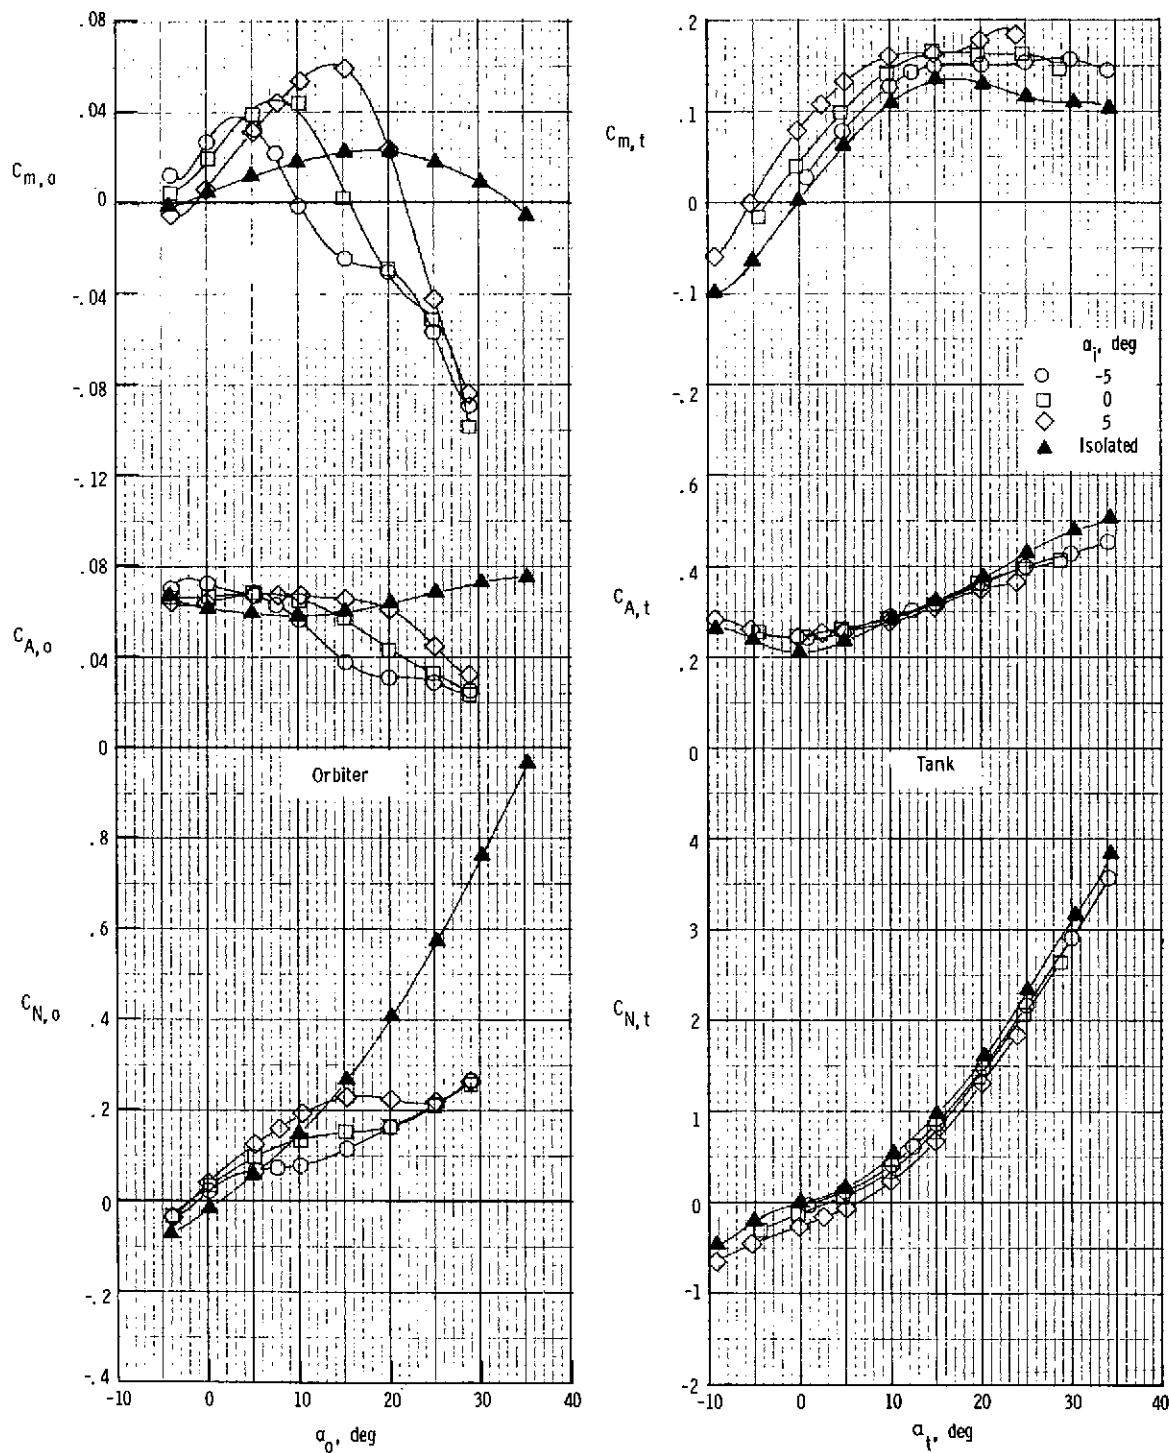 .08
.04
C_m,o
0
-.04
-.08
-.12
.08
C_A,o
.04
0
Orbiter
.8
.6
C_N,o
.4
.2
0
-.2
-.4
-10 0 10 20 30 40
α_o, deg
.2
.1
C_m,t
0
-.1
-.2
α_i, deg
-5
0
5
Isolated
.6
.4
C_A,t
.2
0
Tank
4
3
C_N,t
2
1
0
-1
-2
-10 0 10 20 30 40
α_t, deg